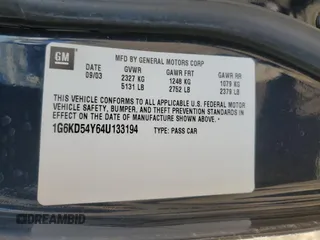 GM
MFD BY GENERAL MOTORS CORP
DATE GVWR GAWR FRT GAWR RR
09/03 2327 KG 1248 KG 1079 KG
5131 LB 2752 LB 2379 LB
THIS VEHICLE CONFORMS TO ALL APPLICABLE U.S. FEDERAL MOTOR
VEHICLE SAFETY, BUMPER, AND THEFT PREVENTION STANDARDS IN
EFFECT ON THE DATE OF MANUFACTURE SHOWN ABOVE.
1G6KD54Y64U133194 TYPE: PASS CAR
DREAMBID